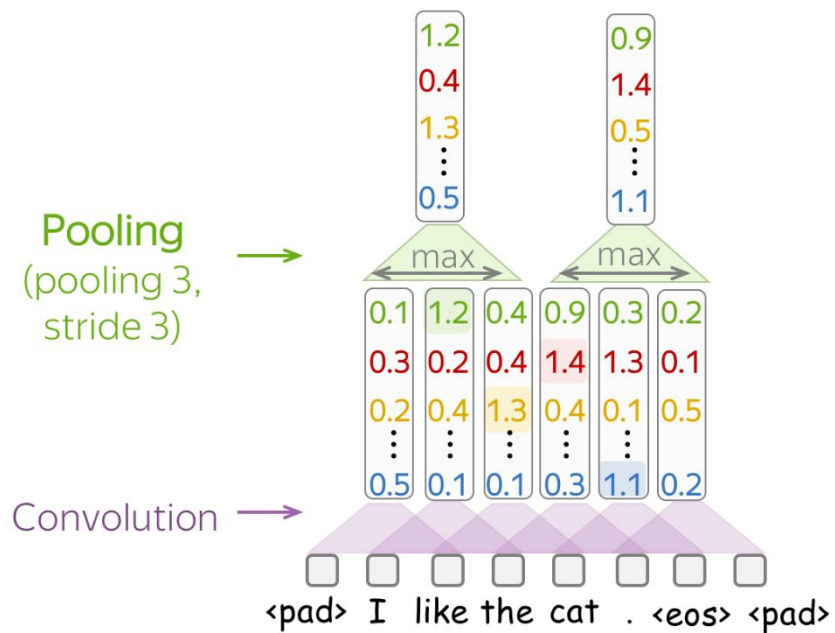 1.2 0.9
0.4 1.4
1.3 0.5
0.5 1.1
Pooling
(pooling 3,
stride 3)
max max
0.1 1.2 0.4 0.9 0.3 0.2
0.3 0.2 0.4 1.4 1.3 0.1
0.2 0.4 1.3 0.4 0.1 0.5
0.5 0.1 0.1 0.3 1.1 0.2
Convolution
<pad> I like the cat . <eos> <pad>